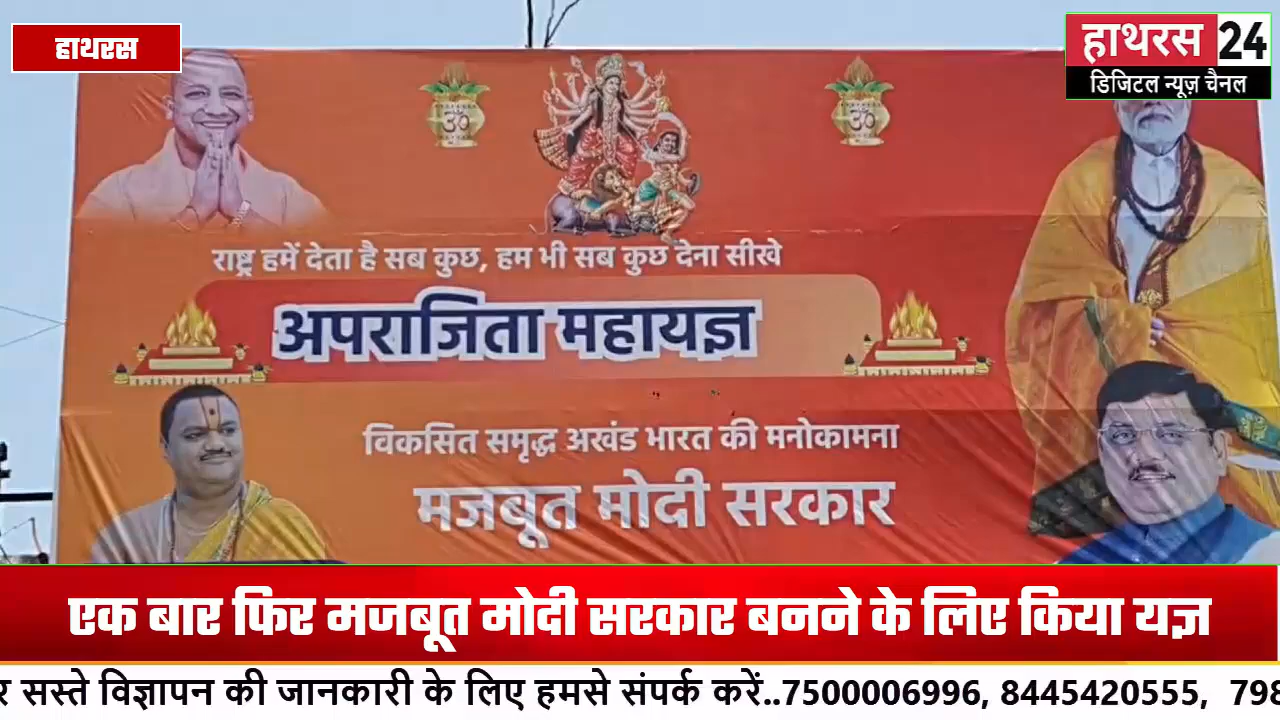 हाथरस
हाथरस 24
डिजिटल न्यूज़ चैनल
ॐ
ॐ
राष्ट्र हमें देता है सब कुछ, हम भी सब कुछ देना सीखे
अपराजिता महायज्ञ
विकसित समृद्ध अखंड भारत की मनोकामना
मजबूत मोदी सरकार
एक बार फिर मजबूत मोदी सरकार बनने के लिए किया यज्ञ
सस्ते विज्ञापन की जानकारी के लिए हमसे संपर्क करें..7500006996, 8445420555,